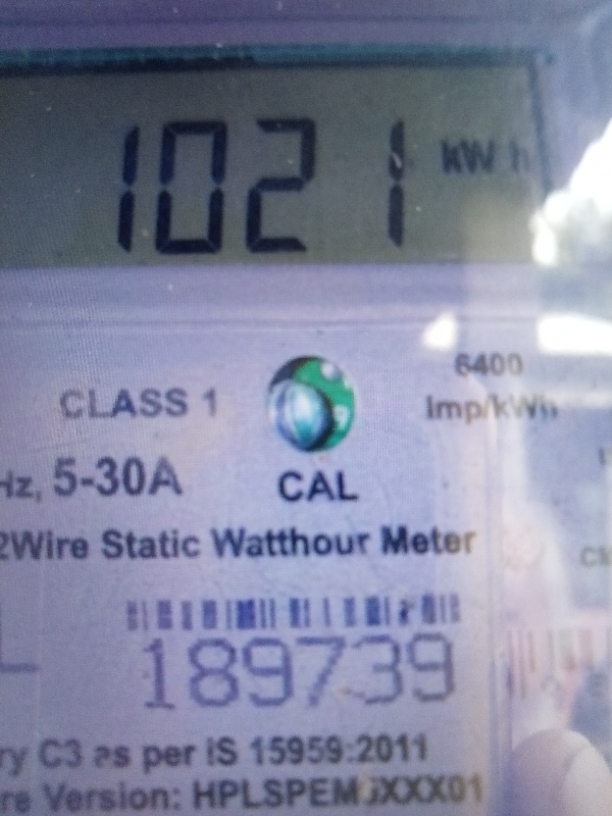 1021 kW h
6400
CLASS 1 Imp/kWh
Hz, 5-30A CAL
2Wire Static Watthour Meter
189739
ry C3 as per IS 15959:2011
re Version: HPLSPEM